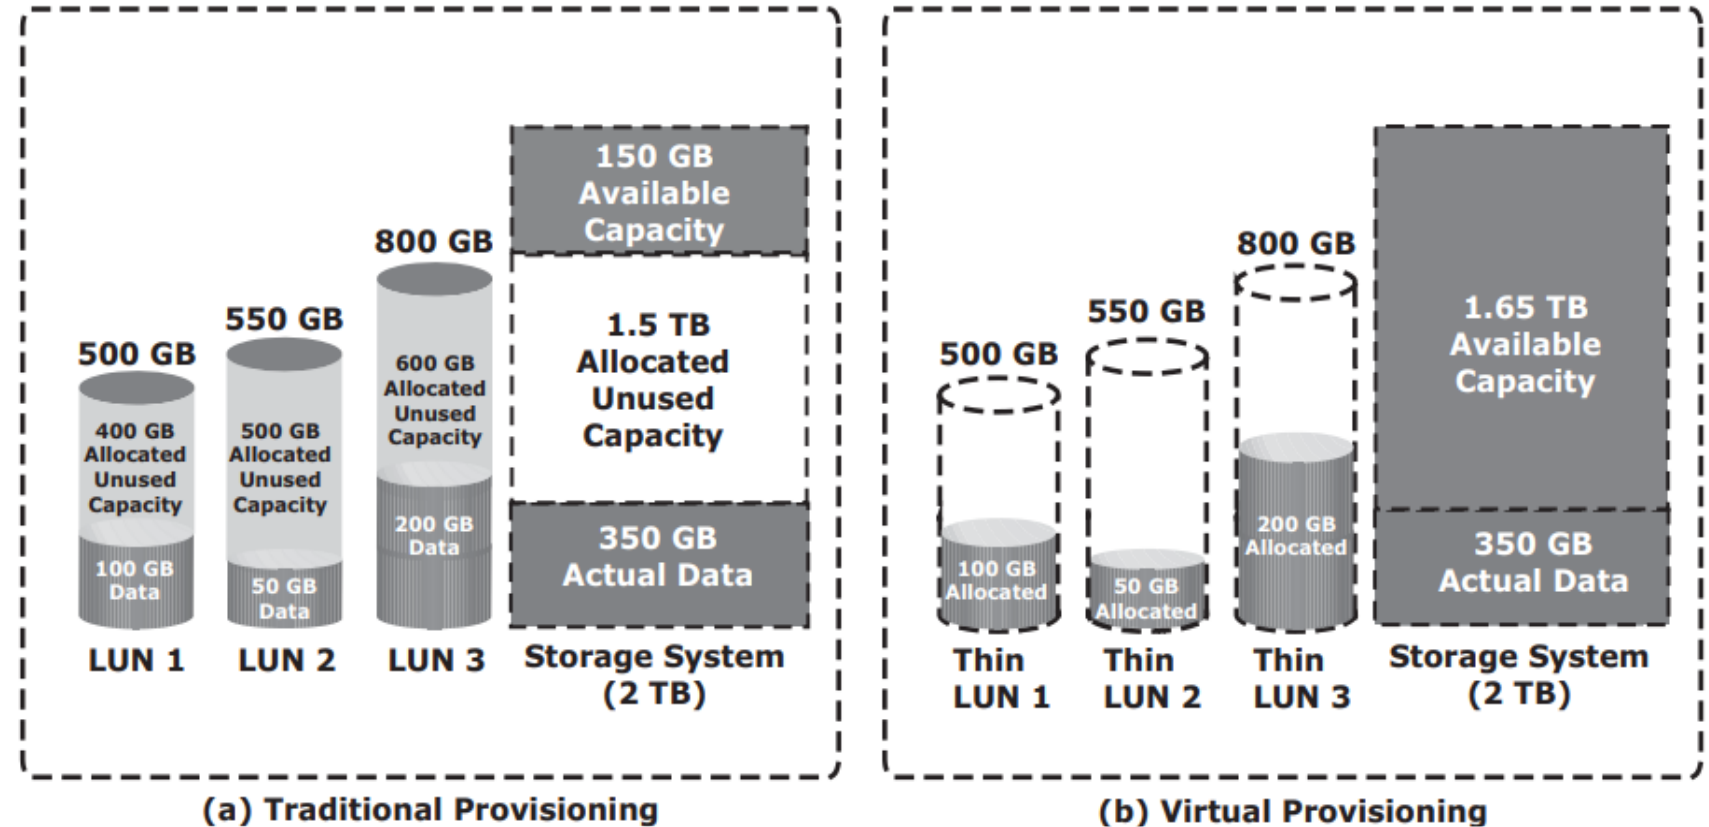 500 GB
400 GB
Allocated
Unused
Capacity
100 GB
Data
LUN 1
550 GB
500 GB
Allocated
Unused
Capacity
50 GB
Data
LUN 2
800 GB
600 GB
Allocated
Unused
Capacity
200 GB
Data
LUN 3
150 GB
Available
Capacity
1.5 TB
Allocated
Unused
Capacity
350 GB
Actual Data
Storage System
(2 TB)
(a) Traditional Provisioning
500 GB
100 GB
Allocated
Thin
LUN 1
550 GB
50 GB
Allocated
Thin
LUN 2
800 GB
200 GB
Allocated
Thin
LUN 3
1.65 TB
Available
Capacity
350 GB
Actual Data
Storage System
(2 TB)
(b) Virtual Provisioning